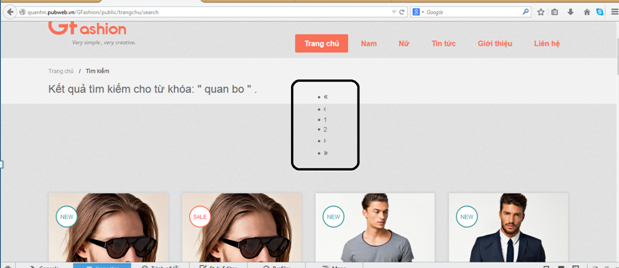 quantri.pubweb.vn/GFashion/public/trangchu/search
Google
GFashion
Very simple , very creative.
Trang chủ Nam Nữ Tin tức Giới thiệu Liên hệ
Trang chủ / Tìm kiếm
Kết quả tìm kiếm cho từ khóa: " quan bo " .
«
‹
1
2
›
»
NEW SALE NEW NEW